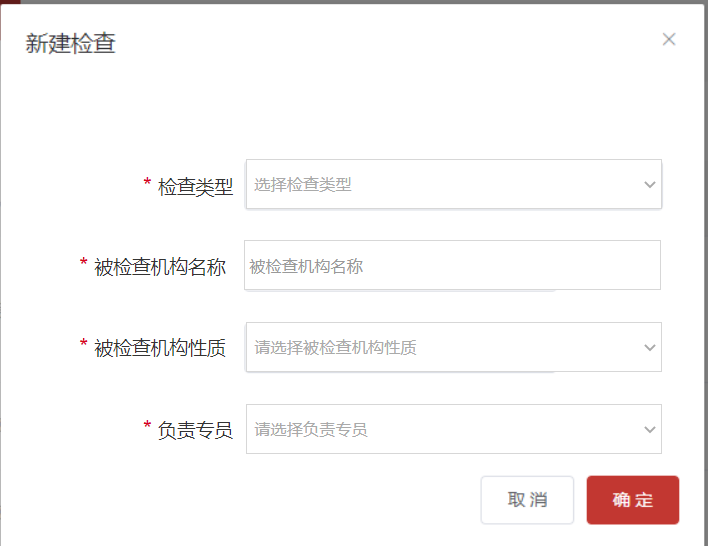 新建检查
* 检查类型 选择检查类型
* 被检查机构名称 被检查机构名称
* 被检查机构性质 请选择被检查机构性质
* 负责专员 请选择负责专员
取消 确定